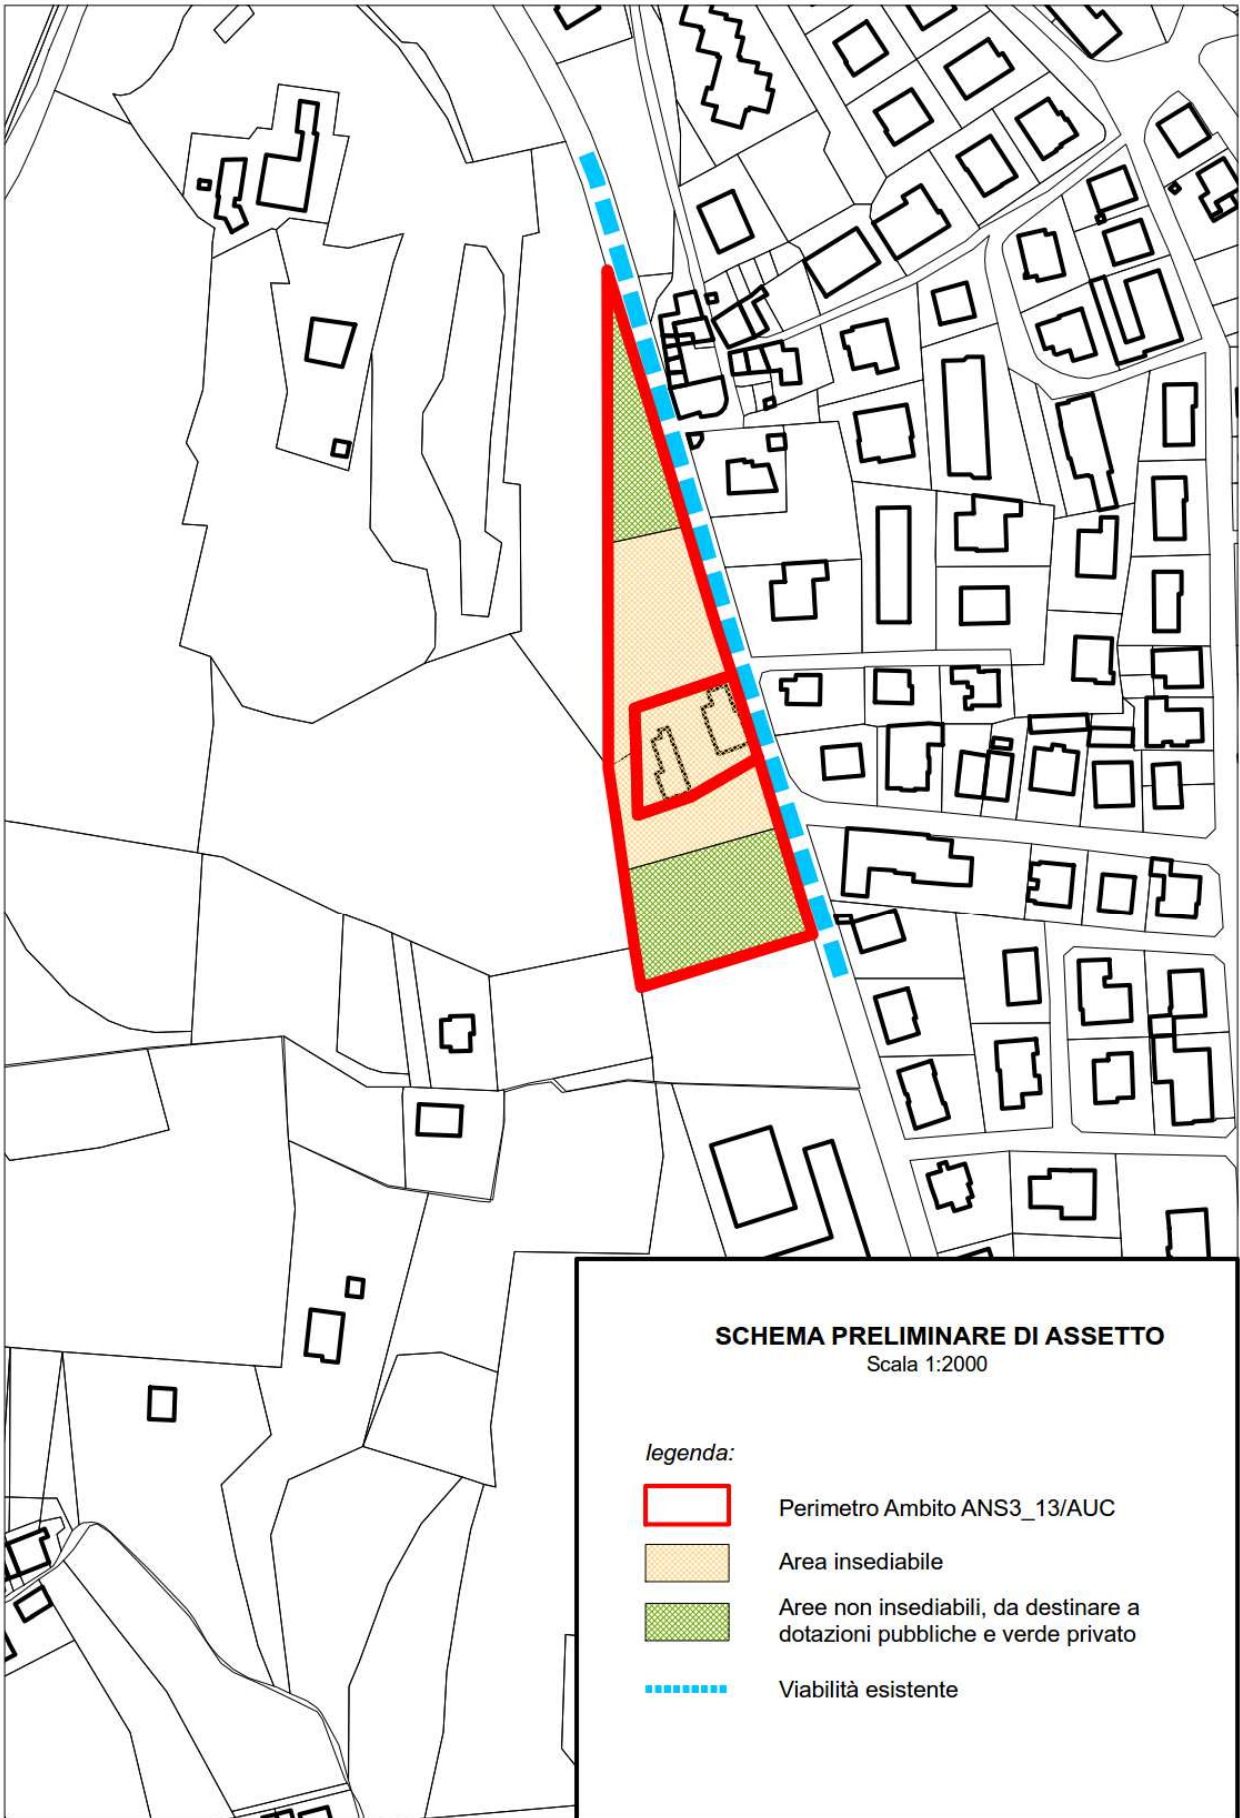 SCHEMA PRELIMINARE DI ASSETTO
Scala 1:2000
legenda:
Perimetro Ambito ANS3_13/AUC
Area insediabile
Aree non insediabili, da destinare a
dotazioni pubbliche e verde privato
Viabilità esistente